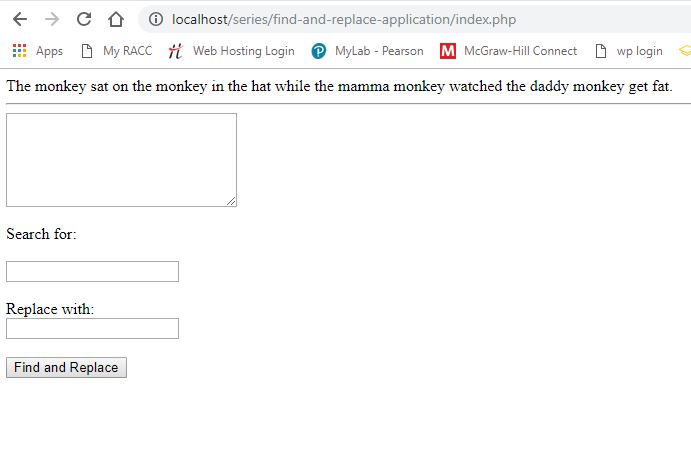 localhost/series/find-and-replace-application/index.php
Apps My RACC Web Hosting Login MyLab - Pearson McGraw-Hill Connect wp login
The monkey sat on the monkey in the hat while the mamma monkey watched the daddy monkey get fat.
Search for:
Replace with:
Find and Replace